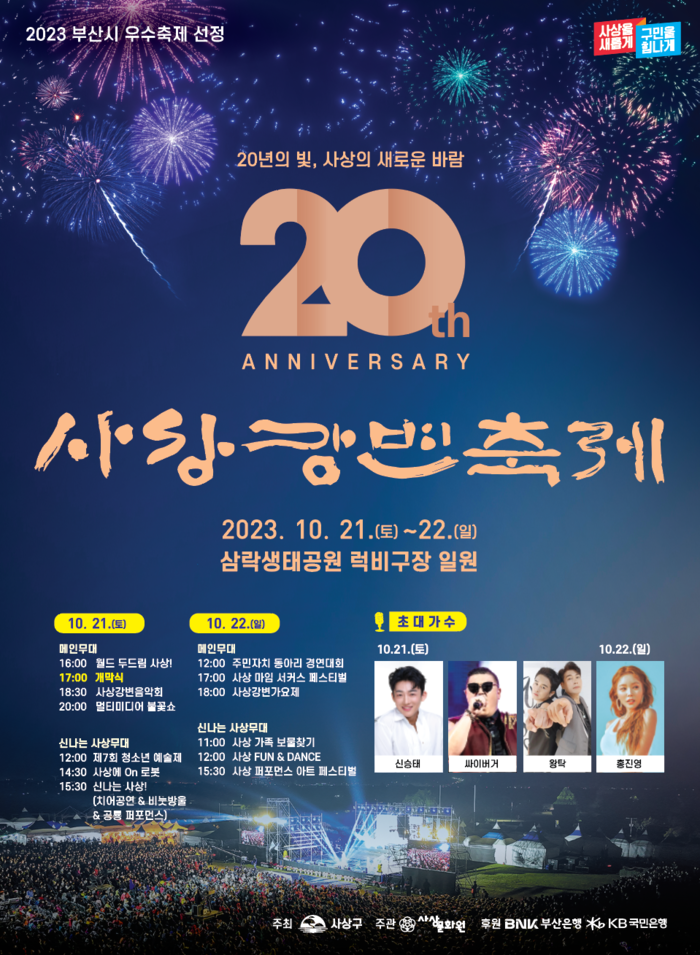 2023 부산시 우수축제 선정
사상을
새롭게
구민을
힘나게
20년의 빛, 사상의 새로운 바람
20th
ANNIVERSARY
사상강변축제
2023. 10. 21.(토) ~22.(일)
삼락생태공원 럭비구장 일원
10. 21.(토)
메인무대
16:00 월드 두드림 사상!
17:00 개막식
18:30 사상강변음악회
20:00 멀티미디어 불꽃쇼
신나는 사상무대
12:00 제7회 청소년 예술제
14:30 사상에 On 로봇
15:30 신나는 사상!
(치어공연 & 비눗방울
& 공룡 퍼포먼스)
10. 22.(일)
메인무대
12:00 주민자치 동아리 경연대회
17:00 사상 마임 서커스 페스티벌
18:00 사상강변가요제
신나는 사상무대
11:00 사상 가족 보물찾기
12:00 사상 FUN & DANCE
15:30 사상 퍼포먼스 아트 페스티벌
초대가수
10.21.(토)
10.22.(일)
신승태
싸이버거
왕탁
홍진영
주최 사상구 주관 사상문화원 후원 BNK 부산은행 KB국민은행